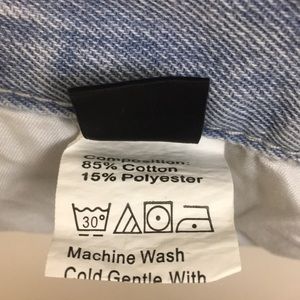 Composition:
85% Cotton
15% Polyester
30°
Machine Wash
Cold Gentle With